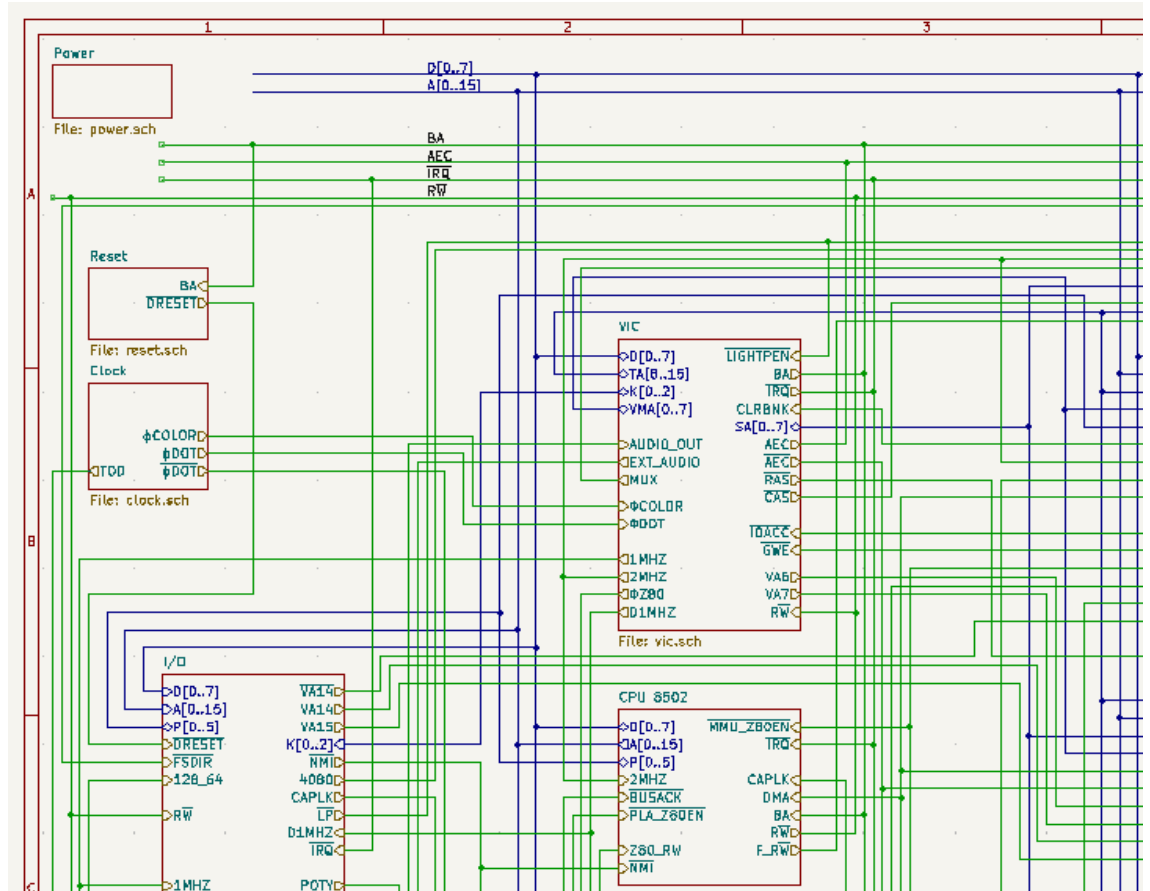 1 2 3
Power
File: power.sch
D[0..7]
A[0..15]
BA
AEC
IRQ
RW
A
Reset
BA
DRESET
File: reset.sch
Clock
ϕCOLOR
ϕDOT
TOD ϕDOT
File: clock.sch
B
VIC
D[0..7] LIGHTPEN
TA[8..15] BA
K[0..2] IRQ
VMA[0..7] CLRBNK
SA[0..7]
AUDIO_OUT AEC
EXT_AUDIO AEC
MUX RAS
CAS
ϕCOLOR
ϕDOT
IOACC
GWE
1MHZ
2MHZ VA6
ϕZ80 VA7
D1MHZ RW
File: vic.sch
I/O
D[0..7] VA14
A[0..15] VA14
P[0..5] VA15
DRESET K[0..2]
FSDIR NMI
128_64 4080
CAPLK
RW LP
D1MHZ
IRQ
1MHZ POTY
CPU 8502
D[0..7] MMU_Z80EN
A[0..15] IRQ
P[0..5]
2MHZ CAPLK
BUSACK DMA
PLA_Z80EN BA
RW
Z80_RW F_RW
NMI
C